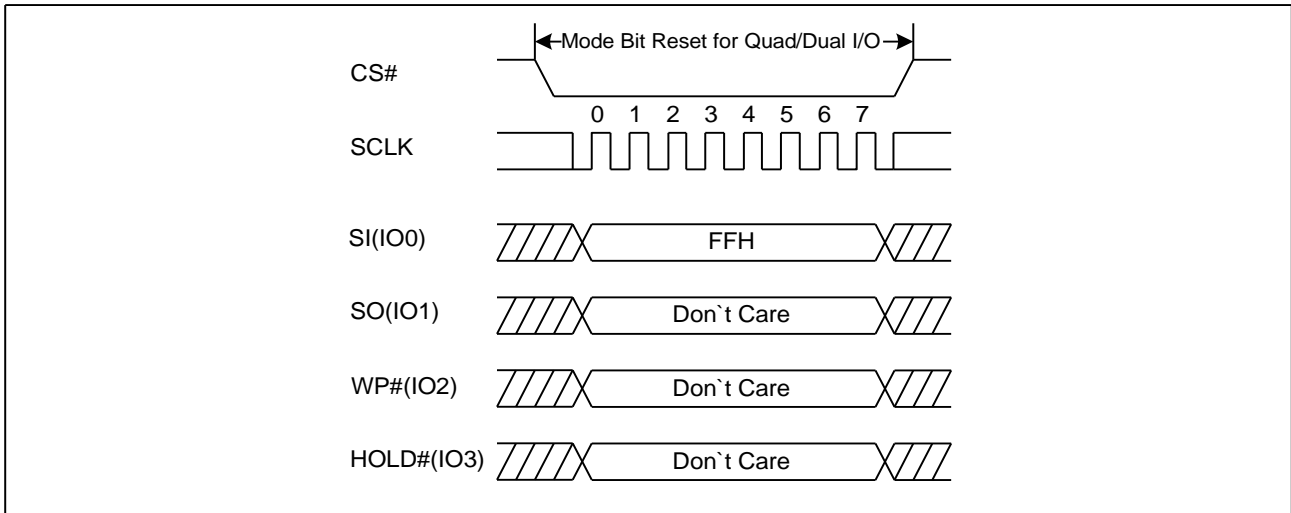 Mode Bit Reset for Quad/Dual I/O
CS#
0 1 2 3 4 5 6 7
SCLK
SI(IO0) FFH
SO(IO1) Don`t Care
WP#(IO2) Don`t Care
HOLD#(IO3) Don`t Care